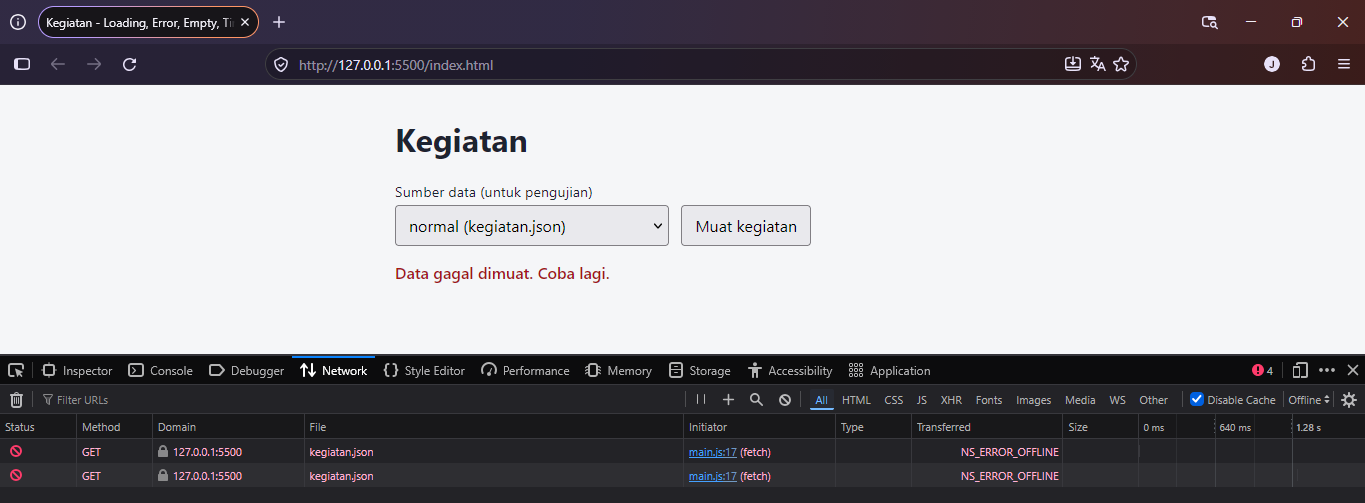 Kegiatan - Loading, Error, Empty, Ti
http://127.0.0.1:5500/index.html
J
Kegiatan
Sumber data (untuk pengujian)
normal (kegiatan.json) Muat kegiatan
Data gagal dimuat. Coba lagi.
Inspector Console Debugger Network Style Editor Performance Memory Storage Accessibility Application 4
Filter URLs All HTML CSS JS XHR Fonts Images Media WS Other Disable Cache Offline
Status Method Domain File Initiator Type Transferred Size 0 ms 640 ms 1.28 s
GET 127.0.0.1:5500 kegiatan.json main.js:17 (fetch) NS_ERROR_OFFLINE
GET 127.0.0.1:5500 kegiatan.json main.js:17 (fetch) NS_ERROR_OFFLINE